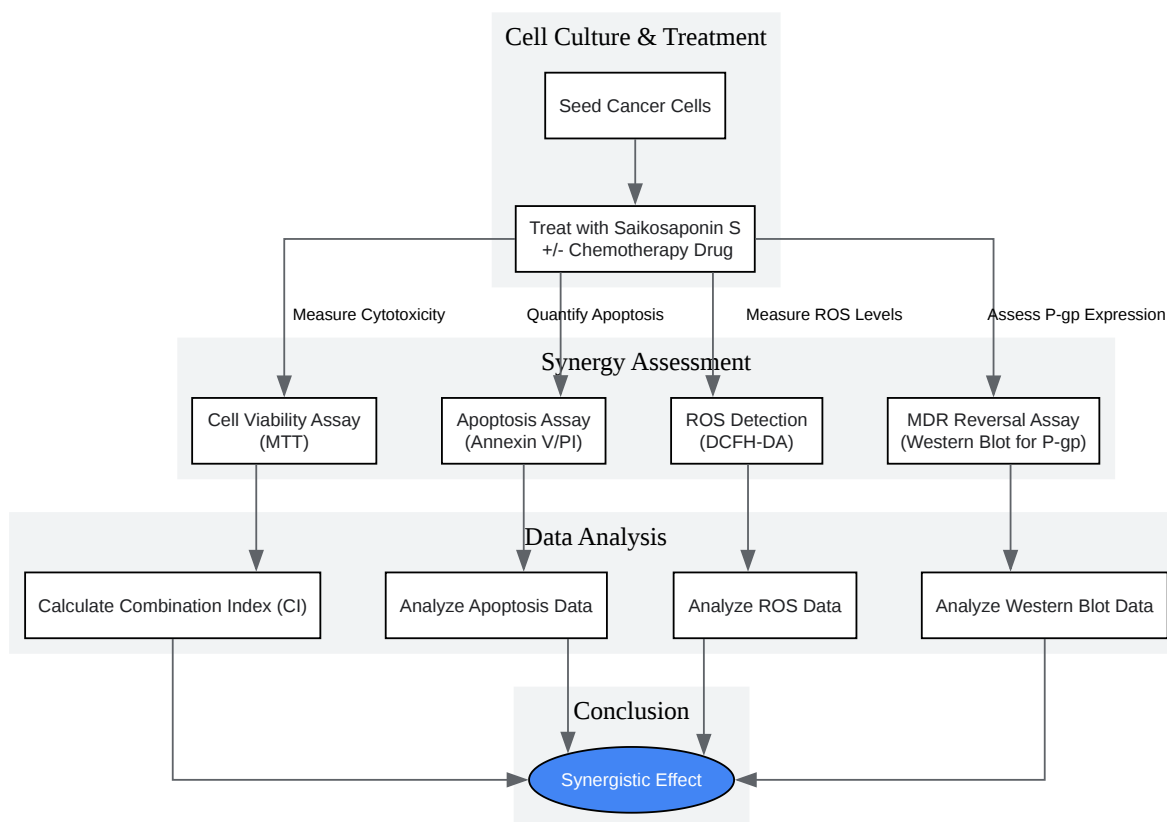 Cell Culture & Treatment
Seed Cancer Cells
Treat with Saikosaponin S
+/- Chemotherapy Drug
Measure Cytotoxicity
Quantify Apoptosis
Measure ROS Levels
Assess P-gp Expression
Synergy Assessment
Cell Viability Assay
(MTT)
Apoptosis Assay
(Annexin V/PI)
ROS Detection
(DCFH-DA)
MDR Reversal Assay
(Western Blot for P-gp)
Data Analysis
Calculate Combination Index (CI)
Analyze Apoptosis Data
Analyze ROS Data
Analyze Western Blot Data
Conclusion
Synergistic Effect